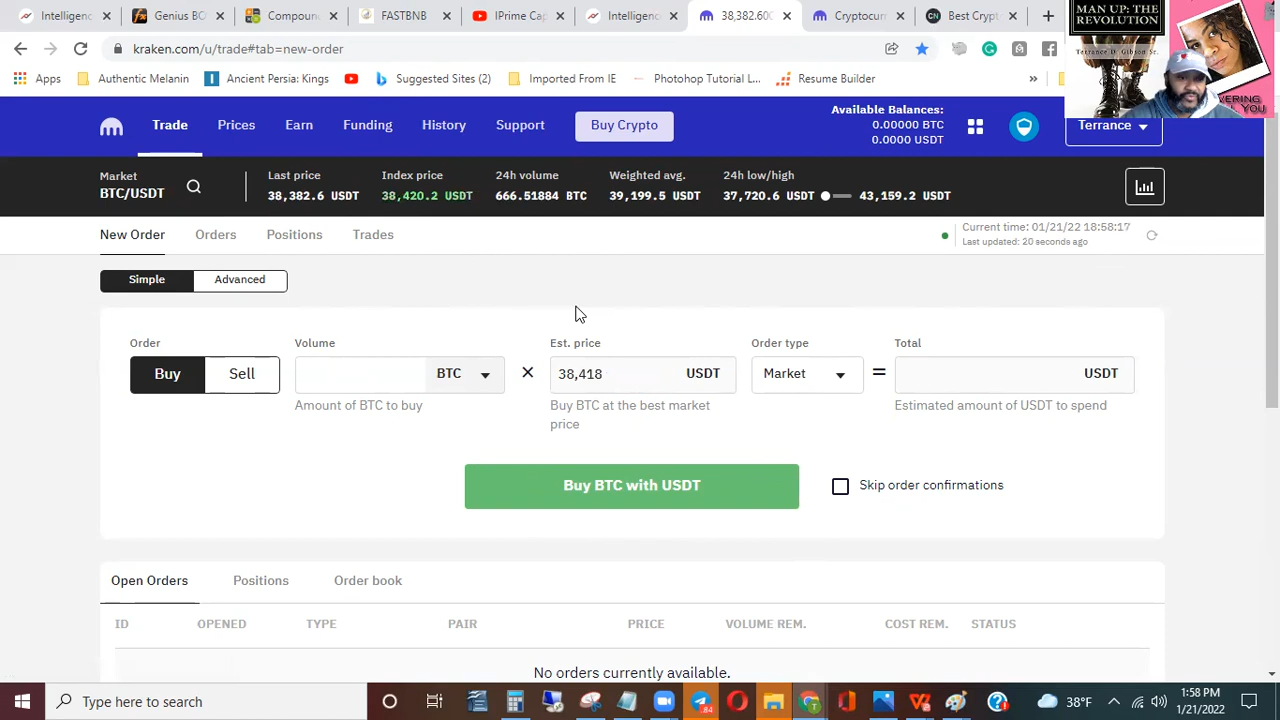 Intelligenc
Genius BO
Compound
FASTBNB
IPrime Cap
Intelligenc
38,382.600
Cryptocurr
Best Crypt
kraken.com/u/trade#tab=new-order
Apps
Authentic Melanin
Ancient Persia: Kings
Suggested Sites (2)
Imported From IE
Photohop Tutorial L...
Resume Builder
MAN UP: THE
REVOLUTION
Terrance D. Gibson Sr.
Trade
Prices
Earn
Funding
History
Support
Buy Crypto
Available Balances:
0.00000 BTC
0.0000 USDT
Terrance
Market
BTC/USDT
Last price
38,382.6 USDT
Index price
38,420.2 USDT
24h volume
666.51884 BTC
Weighted avg.
39,199.5 USDT
24h low/high
37,720.6 USDT
43,159.2 USDT
New Order
Orders
Positions
Trades
Current time: 01/21/22 18:58:17
Last updated: 20 seconds ago
Simple
Advanced
Order
Buy
Sell
Volume
BTC
Amount of BTC to buy
×
Est. price
38,418 USDT
Buy BTC at the best market
price
Order type
Market
=
Total
USDT
Estimated amount of USDT to spend
Buy BTC with USDT
Skip order confirmations
Open Orders
Positions
Order book
ID
OPENED
TYPE
PAIR
PRICE
VOLUME REM.
COST REM.
STATUS
No orders currently available.
Type here to search
84
38°F
1:58 PM
1/21/2022